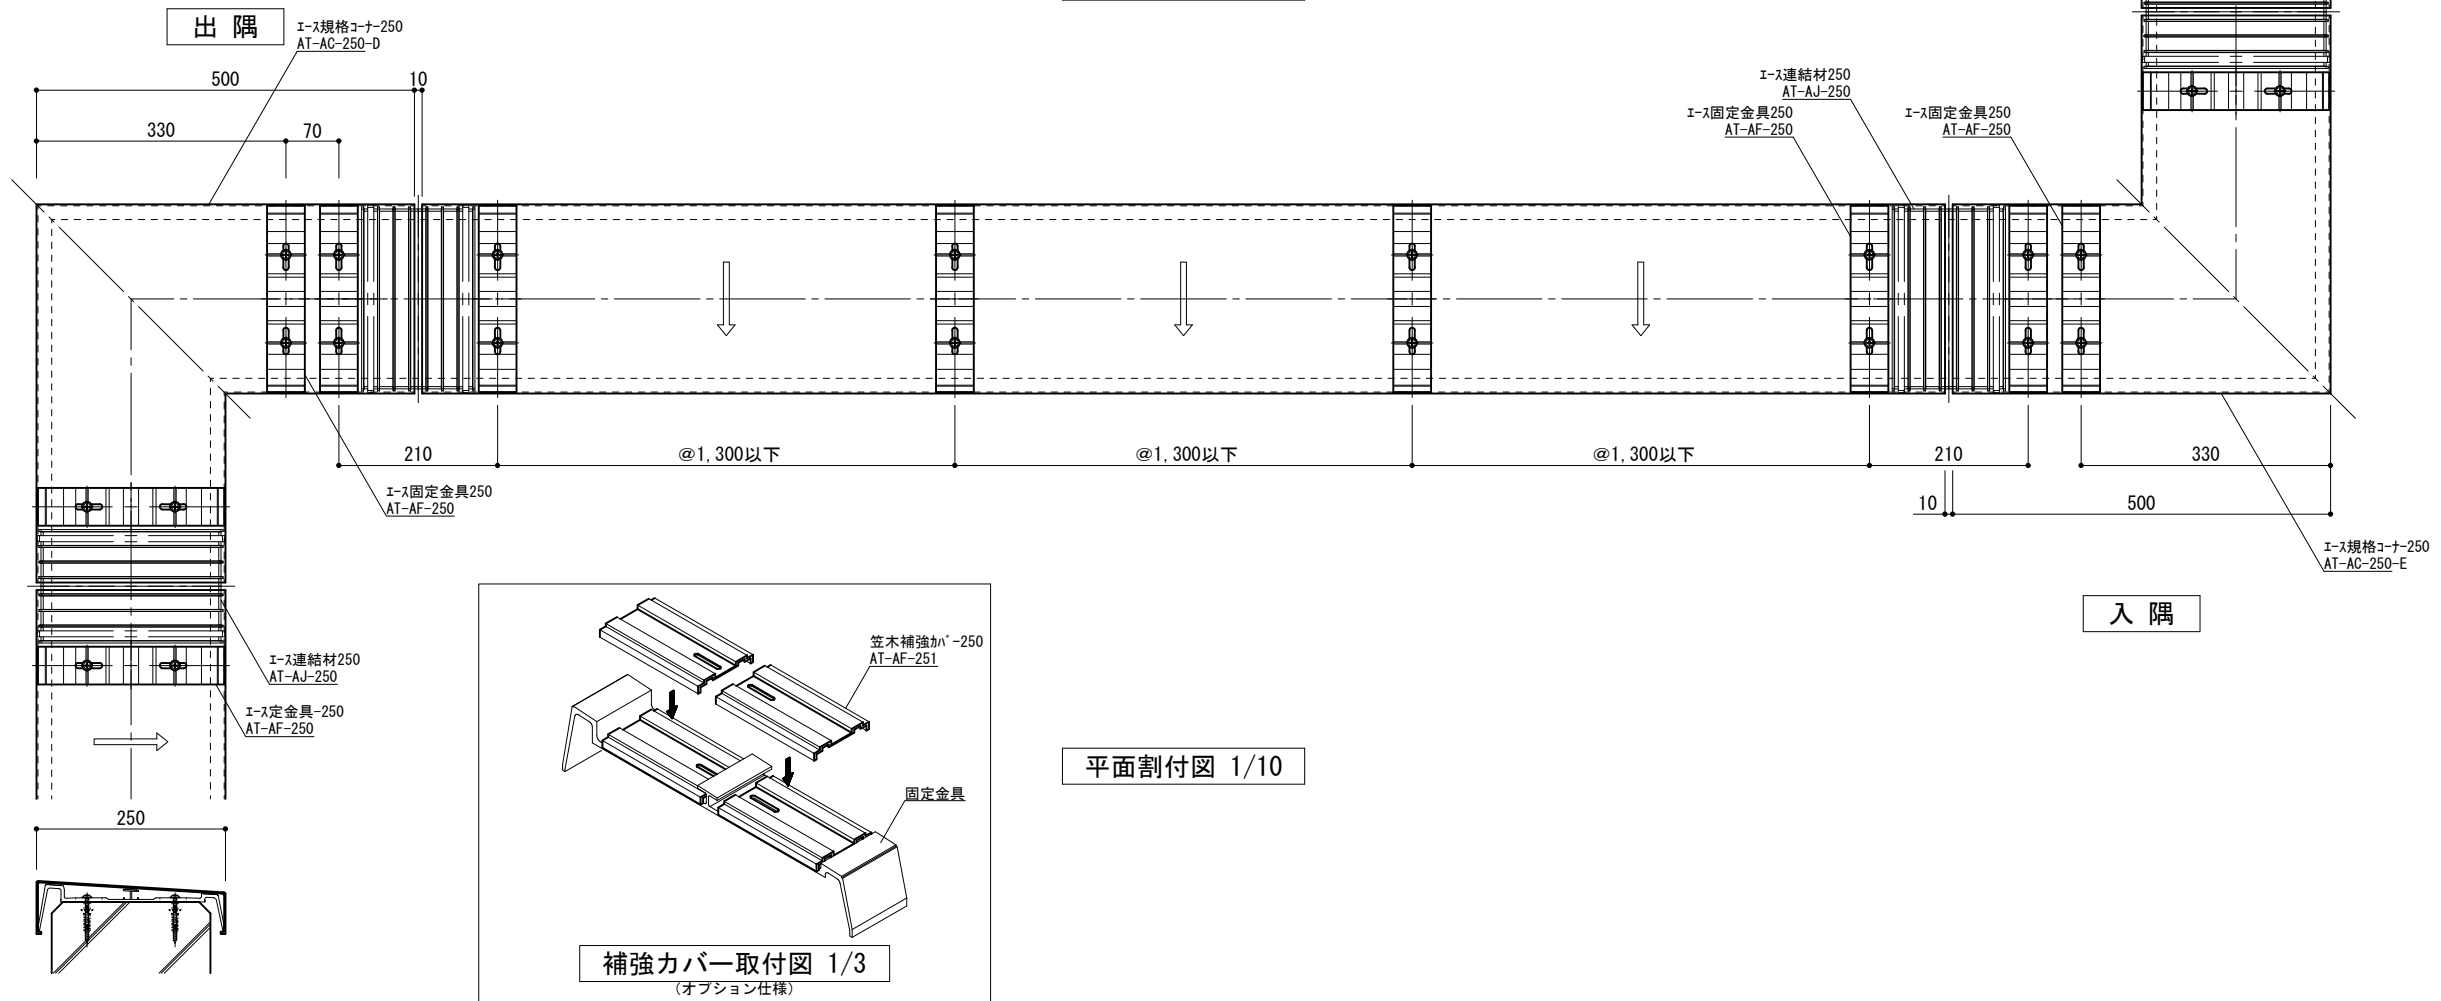 出 隅
ｴｰｽ規格ｺｰﾅｰ250
AT-AC-250-D
500
10
330
70
ｴｰｽ連結材250
AT-AJ-250
ｴｰｽ固定金具250
AT-AF-250
ｴｰｽ固定金具250
AT-AF-250
210
@1,300以下
@1,300以下
@1,300以下
210
330
10
500
ｴｰｽ固定金具250
AT-AF-250
ｴｰｽ規格ｺｰﾅｰ250
AT-AC-250-E
入 隅
ｴｰｽ連結材250
AT-AJ-250
ｴｰｽ定金具-250
AT-AF-250
250
笠木補強ｶﾊﾞｰ250
AT-AF-251
固定金具
補強カバー取付図 1/3
(オプション仕様)
平面割付図 1/10